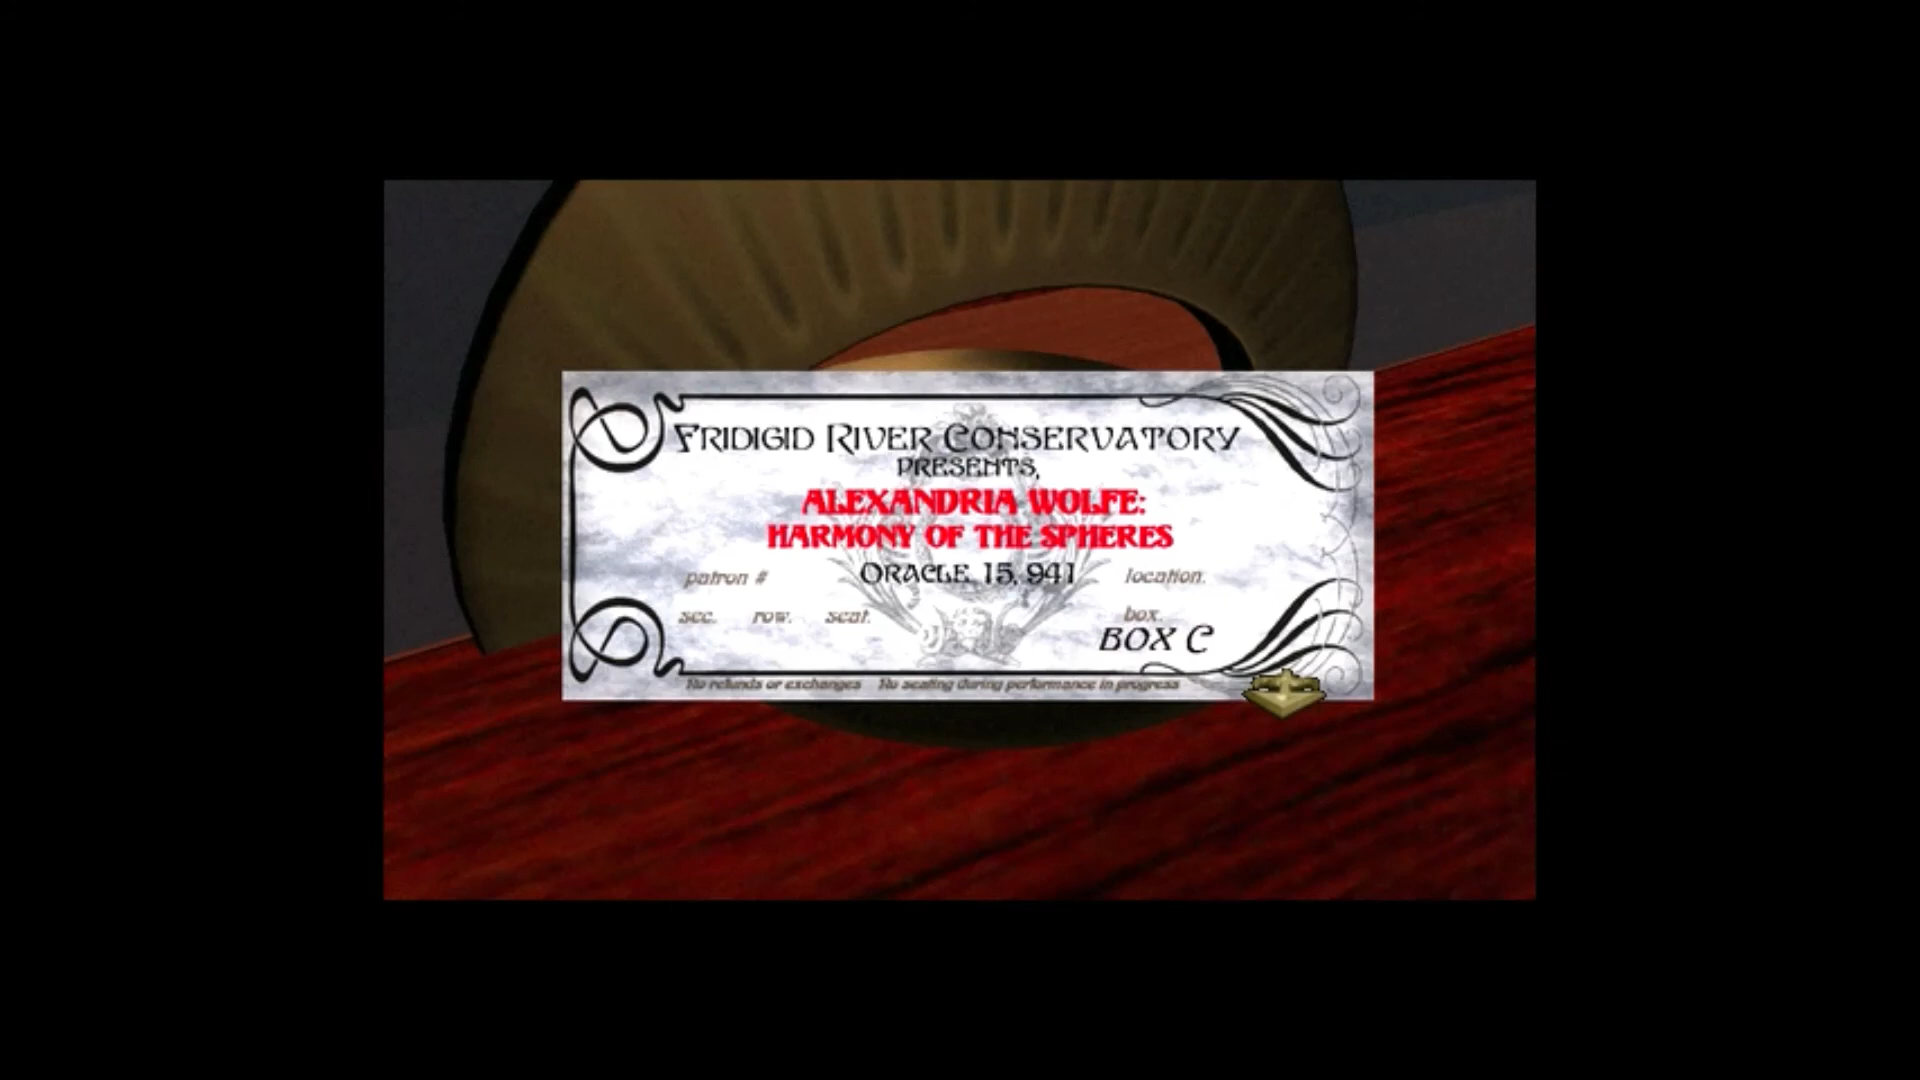 FRIDIGID RIVER CONSERVATORY
PRESENTS,
ALEXANDRIA WOLFE:
HARMONY OF THE SPHERES
ORACLE 15, 941
patron # location.
sec. row. seat. box.
BOX C
No refunds or exchanges No seating during performance in progress